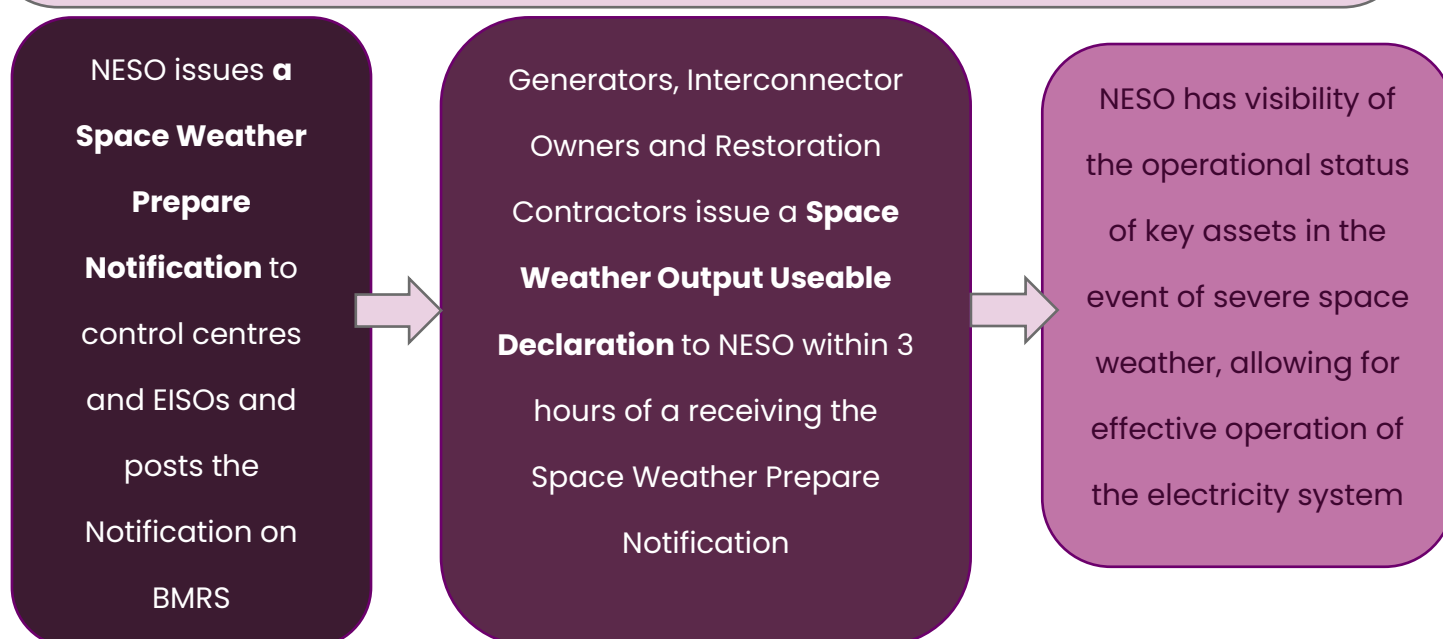 NESO issues a
Space Weather
Prepare
Notification to
control centres
and EISOs and
posts the
Notification on
BMRS
Generators, Interconnector
Owners and Restoration
Contractors issue a Space
Weather Output Useable
Declaration to NESO within 3
hours of a receiving the
Space Weather Prepare
Notification
NESO has visibility of
the operational status
of key assets in the
event of severe space
weather, allowing for
effective operation of
the electricity system